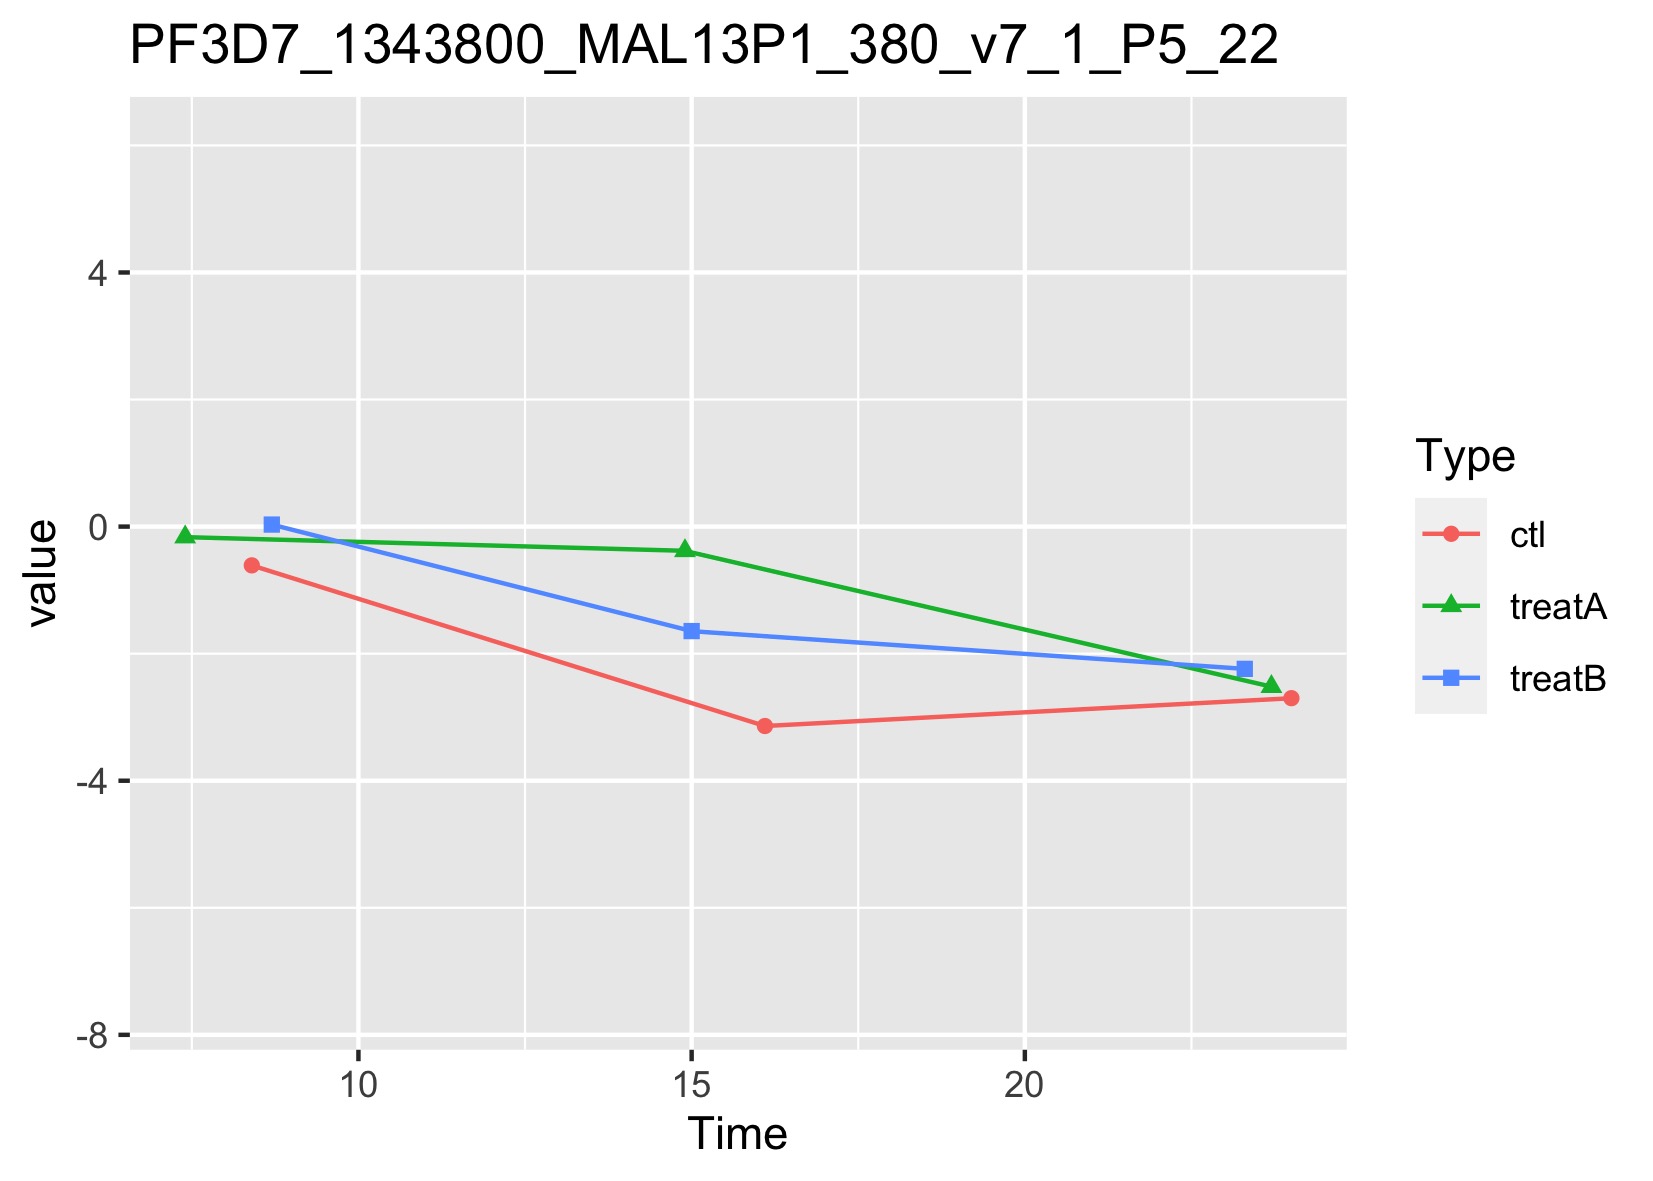 PF3D7_1343800_MAL13P1_380_v7_1_P5_22
4
0
-4
-8
value
10 15 20
Time
Type
ctl
treatA
treatB